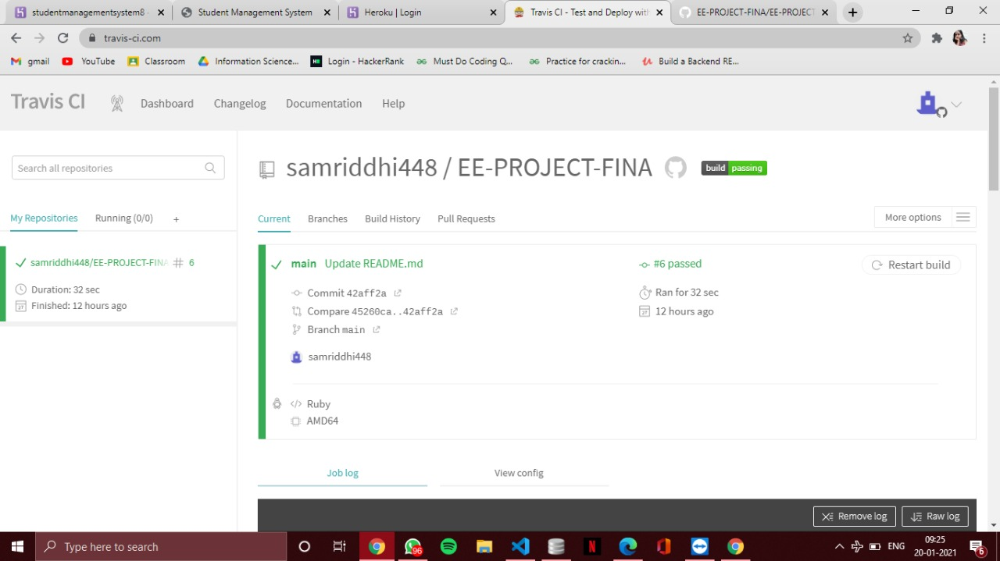 studentmanagementsystem8 -
Student Management System
Heroku | Login
Travis CI - Test and Deploy with
EE-PROJECT-FINA/EE-PROJECT
travis-ci.com
gmail
YouTube
Classroom
Information Science...
Login - HackerRank
Must Do Coding Q...
Practice for crackin...
Build a Backend RE...
Travis CI
Dashboard
Changelog
Documentation
Help
Search all repositories
samriddhi448 / EE-PROJECT-FINA
build passing
My Repositories
Running (0/0)
+
Current
Branches
Build History
Pull Requests
More options
samriddhi448/EE-PROJECT-FINA # 6
Duration: 32 sec
Finished: 12 hours ago
main Update README.md
#6 passed
Restart build
Commit 42aff2a
Ran for 32 sec
Compare 45260ca..42aff2a
12 hours ago
Branch main
samriddhi448
Ruby
AMD64
Job log
View config
Remove log
Raw log
Type here to search
96
ENG
09:25
20-01-2021
6